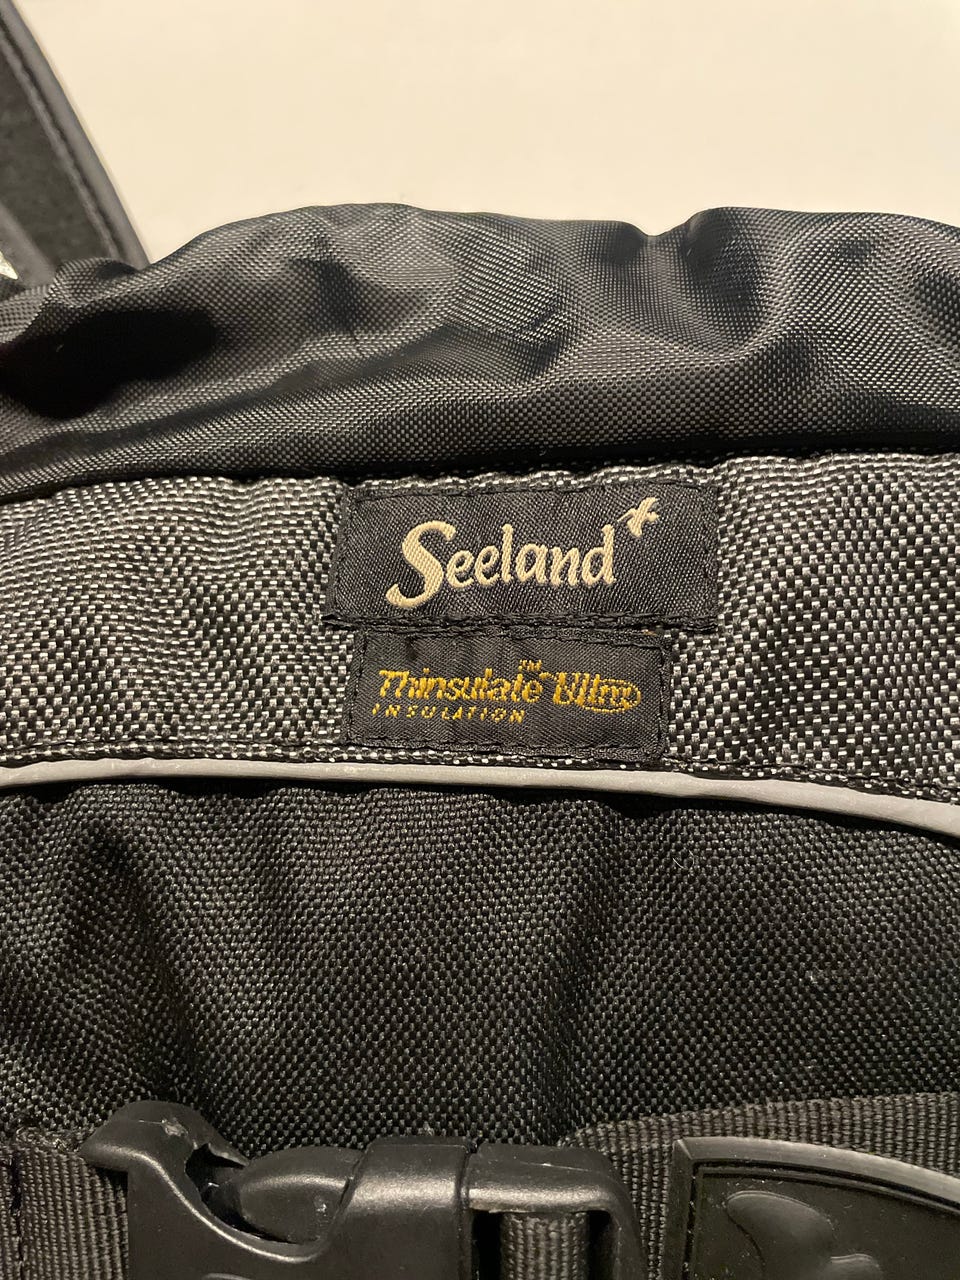 Seeland
Thinsulate™ Ultra
INSULATION